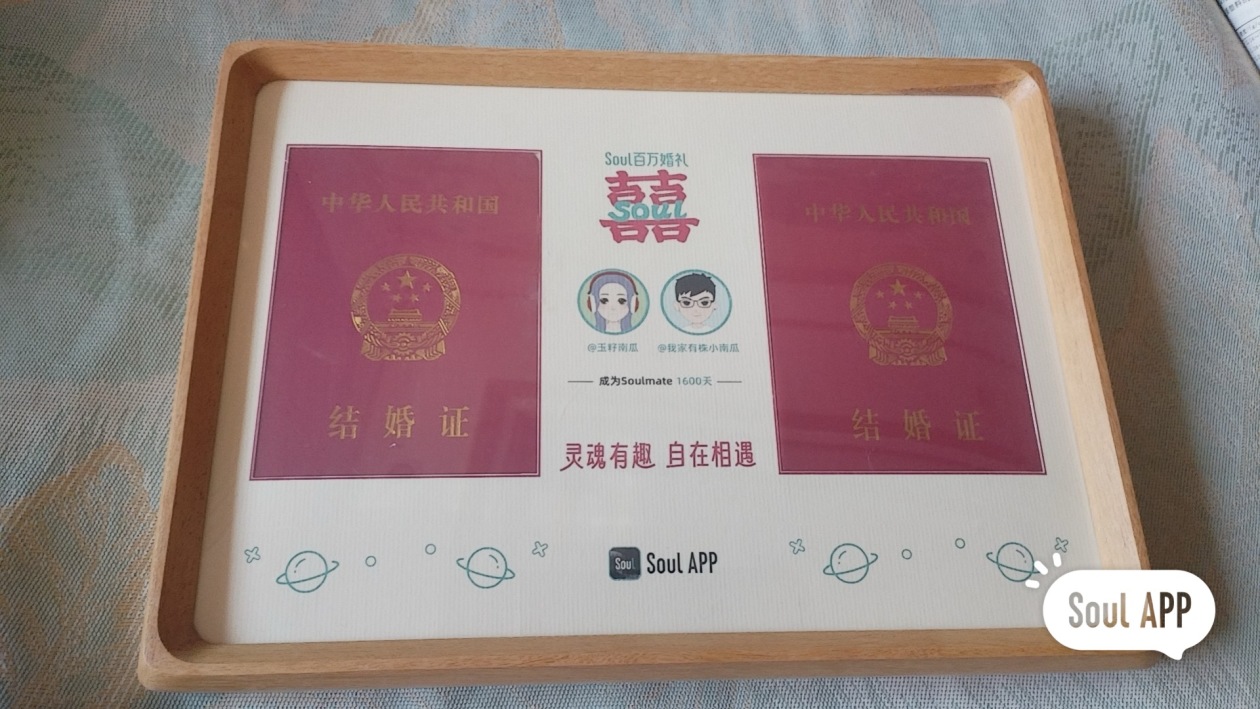 中华人民共和国
结婚证
Soul百万婚礼
囍
Soul
@玉籽南瓜 @我家有株小南瓜
成为Soulmate 1600天
灵魂有趣 自在相遇
Soul Soul APP
中华人民共和国
结婚证
Soul APP